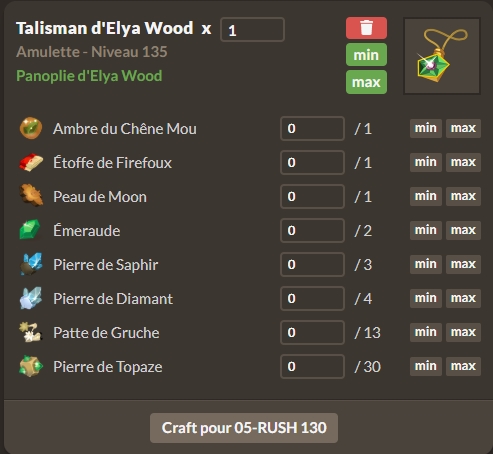 Talisman d'Elya Wood x 1
Amulette - Niveau 135
Panoplie d'Elya Wood
min
max
Ambre du Chêne Mou 0 / 1 min max
Étoffe de Firefoux 0 / 1 min max
Peau de Moon 0 / 1 min max
Émeraude 0 / 2 min max
Pierre de Saphir 0 / 3 min max
Pierre de Diamant 0 / 4 min max
Patte de Gruche 0 / 13 min max
Pierre de Topaze 0 / 30 min max
Craft pour 05-RUSH 130